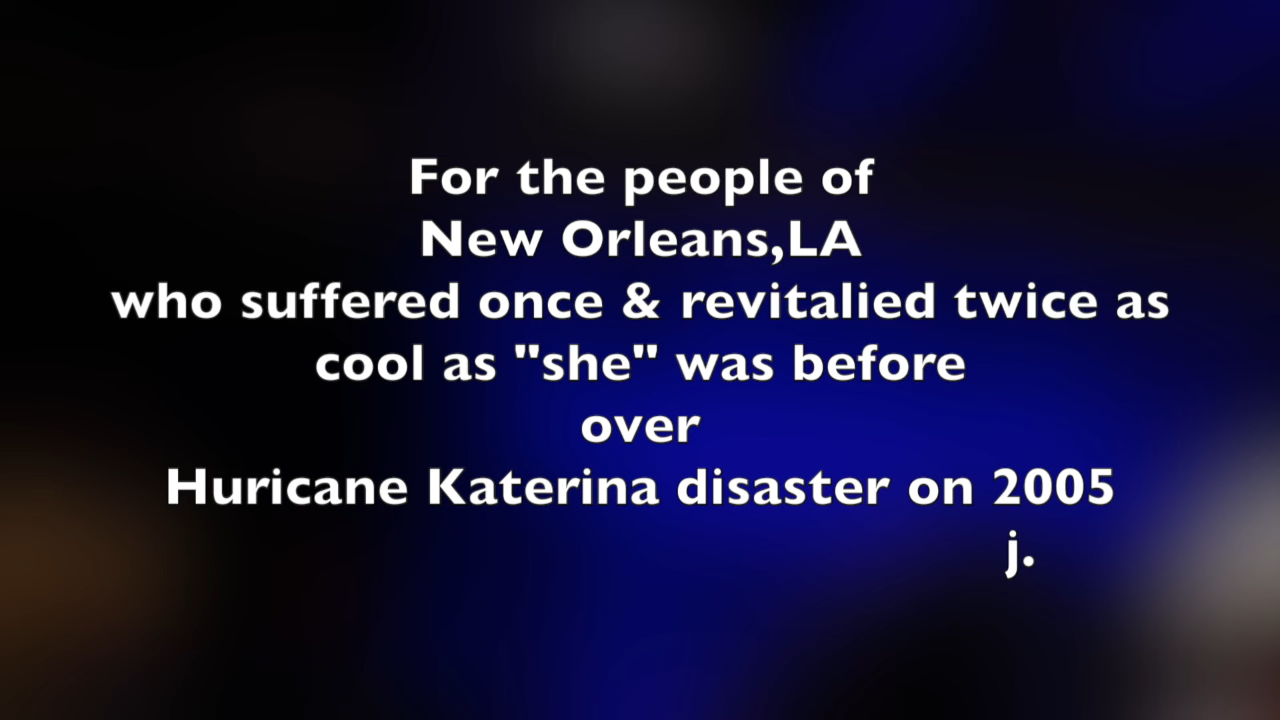 For the people of
New Orleans,LA
who suffered once & revitalied twice as
cool as "she" was before
over
Huricane Katerina disaster on 2005
j.